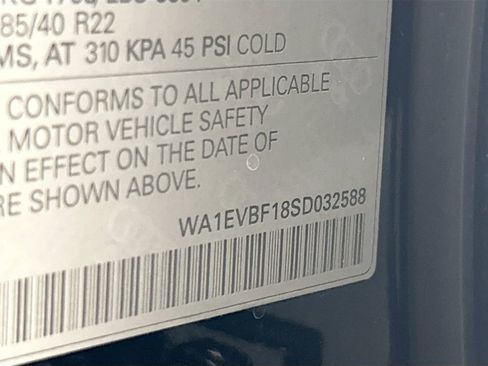 85/40 R22
MS, AT 310 KPA 45 PSI COLD
CONFORMS TO ALL APPLICABLE
MOTOR VEHICLE SAFETY
N EFFECT ON THE DATE OF
RE SHOWN ABOVE.
WA1EVBF18SD032588